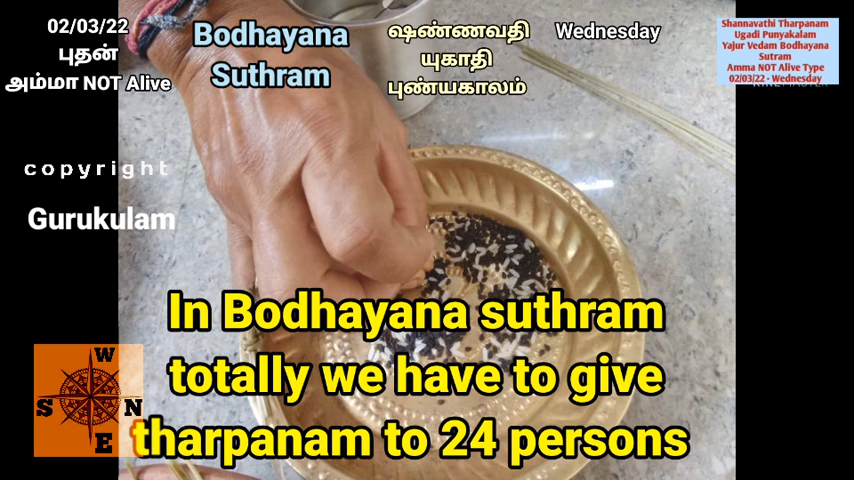 02/03/22
புதன்
அம்மா NOT Alive
Bodhayana
Suthram
ஷண்ணவதி
யுகாதி
புண்யகாலம்
Wednesday
Shannavathi Tharpanam
Ugadi Punyakalam
Yajur Vedam Bodhayana
Sutram
Amma NOT Alive Type
02/03/22 - Wednesday
copyright
Gurukulam
In Bodhayana suthram
totally we have to give
tharpanam to 24 persons
W
S N
E